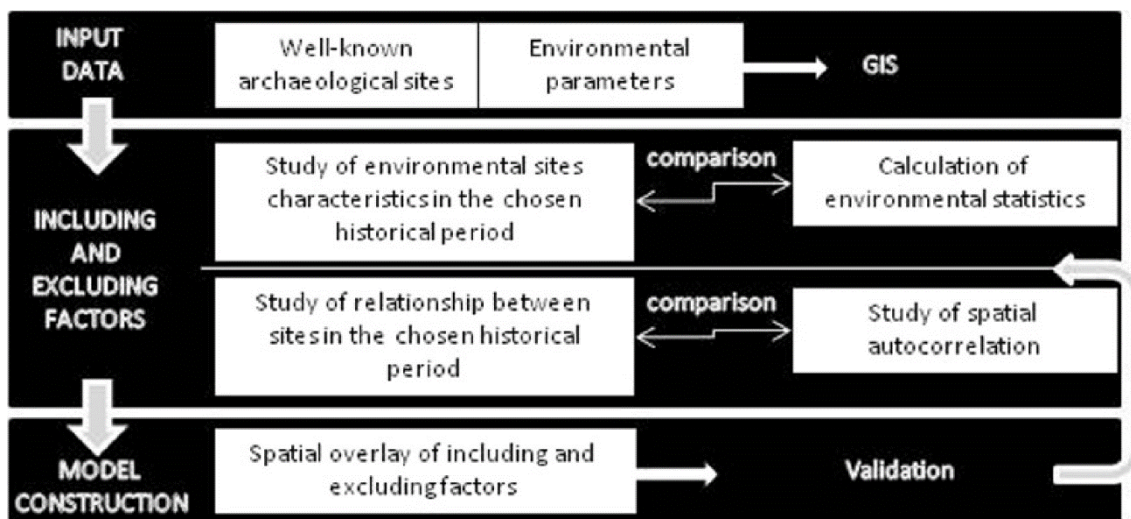 INPUT
DATA
Well-known
archaeological sites
Environmental
parameters
GIS
INCLUDING
AND
EXCLUDING
FACTORS
Study of environmental sites
characteristics in the chosen
historical period
comparison
Calculation of
environmental statistics
Study of relationship between
sites in the chosen historical
period
comparison
Study of spatial
autocorrelation
MODEL
CONSTRUCTION
Spatial overlay of including and
excluding factors
Validation